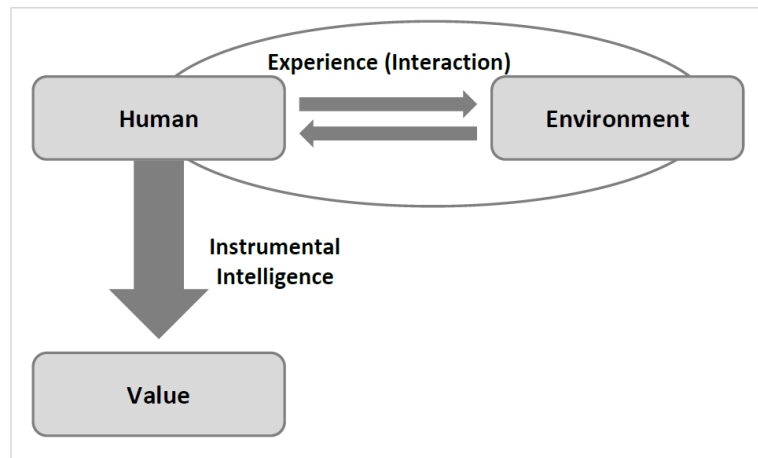 Experience (Interaction)
Human
Environment
Instrumental
Intelligence
Value